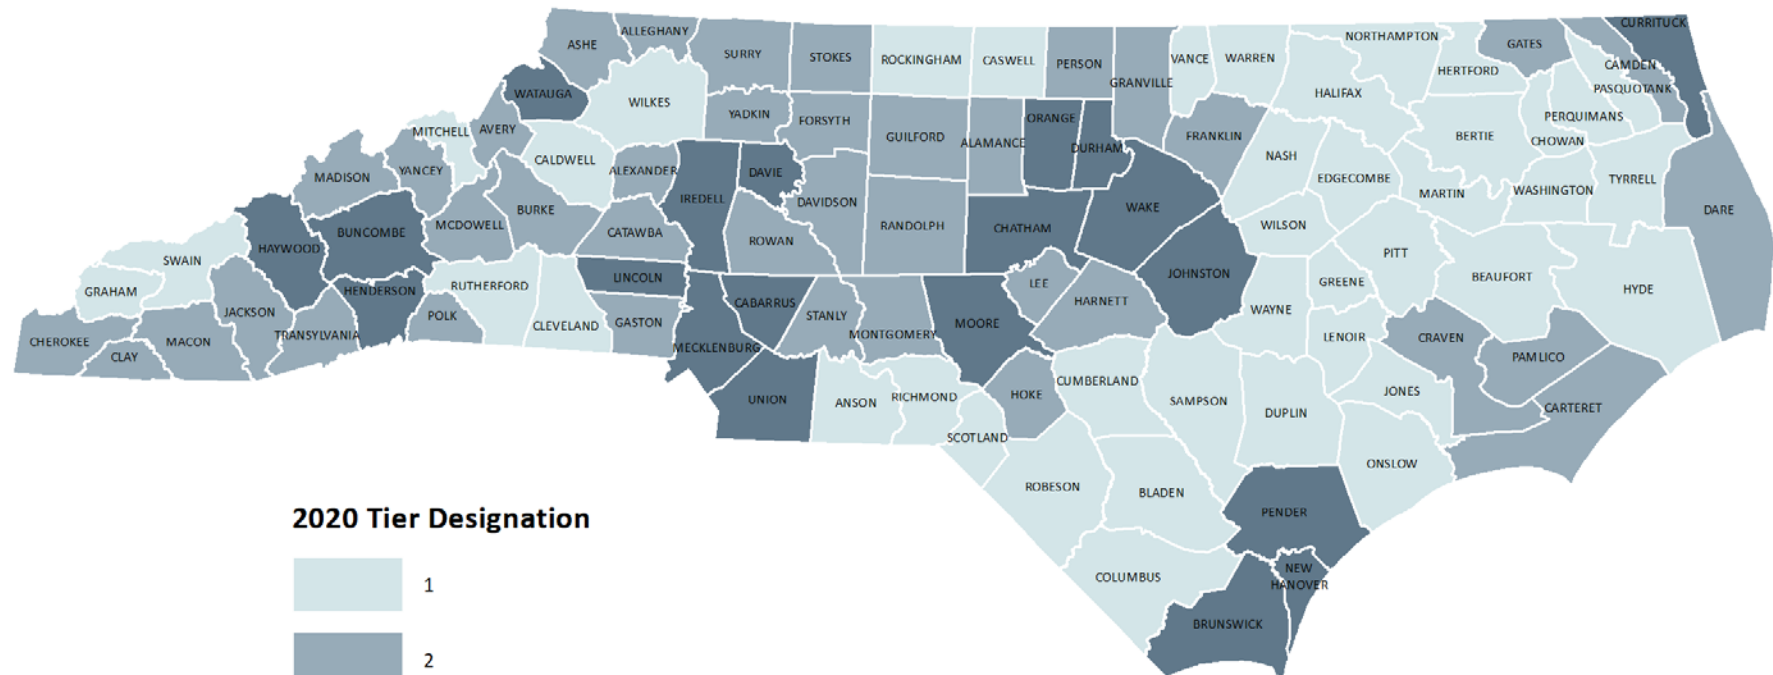 CURRITUCK
ALLEGHANY
ASHE
NORTHAMPTON
GATES
SURRY
STOKES
ROCKINGHAM
CASWELL
PERSON
VANCE
WARREN
CAMDEN
HERTFORD
GRANVILLE
PASQUOTANK
WATAUGA
HALIFAX
WILKES
YADKIN
FORSYTH
ORANGE
PERQUIMANS
MITCHELL
AVERY
GUILFORD
ALAMANCE
FRANKLIN
BERTIE
CHOWAN
DURHAM
CALDWELL
NASH
YANCEY
ALEXANDER
DAVIE
MADISON
EDGECOMBE
TYRRELL
MARTIN
WASHINGTON
IREDELL
DAVIDSON
WAKE
BURKE
DARE
MCDOWELL
RANDOLPH
WILSON
BUNCOMBE
CATAWBA
CHATHAM
ROWAN
HAYWOOD
PITT
SWAIN
JOHNSTON
BEAUFORT
LINCOLN
LEE
GREENE
RUTHERFORD
HYDE
GRAHAM
HENDERSON
CABARRUS
HARNETT
WAYNE
JACKSON
POLK
STANLY
GASTON
MOORE
CLEVELAND
TRANSYLVANIA
MONTGOMERY
LENOIR
CRAVEN
CHEROKEE
MACON
MECKLENBURG
CLAY
PAMLICO
CUMBERLAND
JONES
HOKE
RICHMOND
UNION
ANSON
SAMPSON
CARTERET
DUPLIN
SCOTLAND
ONSLOW
ROBESON
BLADEN
PENDER
2020 Tier Designation
NEW
HANOVER
COLUMBUS
1
BRUNSWICK
2